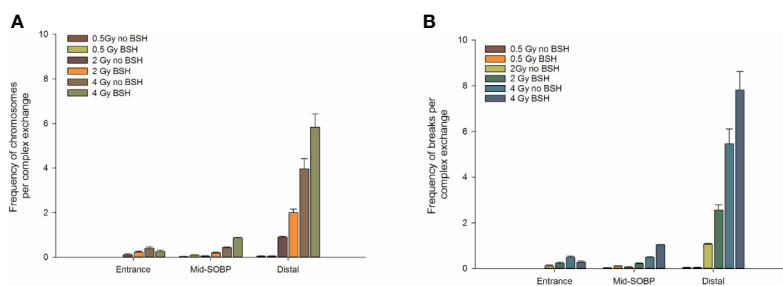 A
Frequency of chromosomes
per complex exchange
10
8
6
4
2
0
0.5Gy no BSH
0.5Gy BSH
2 Gy no BSH
2 Gy BSH
4 Gy no BSH
4 Gy BSH
Entrance
Mid-SOBP
Distal
B
Frequency of breaks per
complex exchange
10
8
6
4
2
0
0.5 Gy no BSH
0.5 Gy BSH
2Gy no BSH
2 Gy BSH
4 Gy no BSH
4 Gy BSH
Entrance
Mid-SOBP
Distal